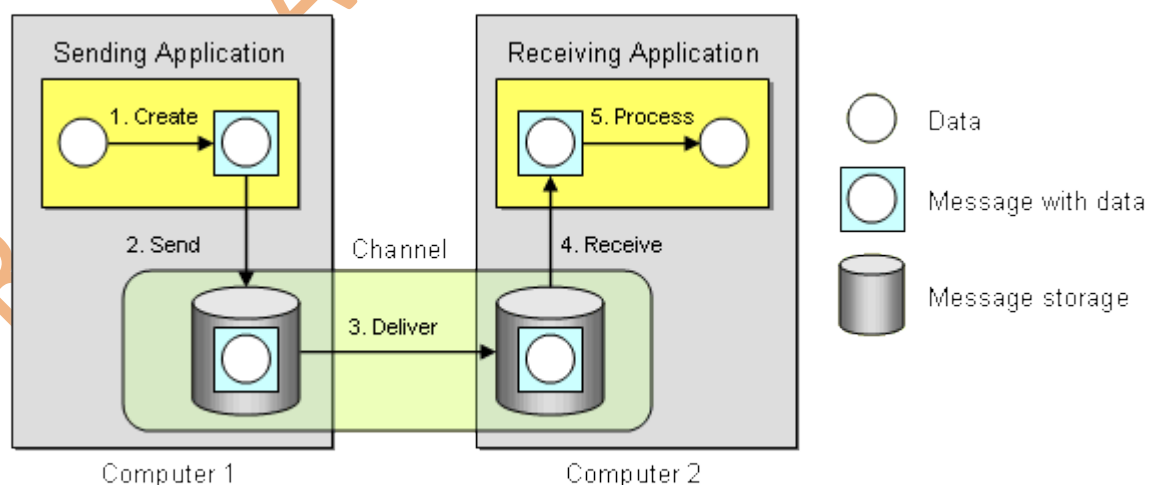 Sending Application
Receiving Application
1. Create
5. Process
Data
Message with data
2. Send
Channel
4. Receive
Message storage
3. Deliver
Computer 1
Computer 2